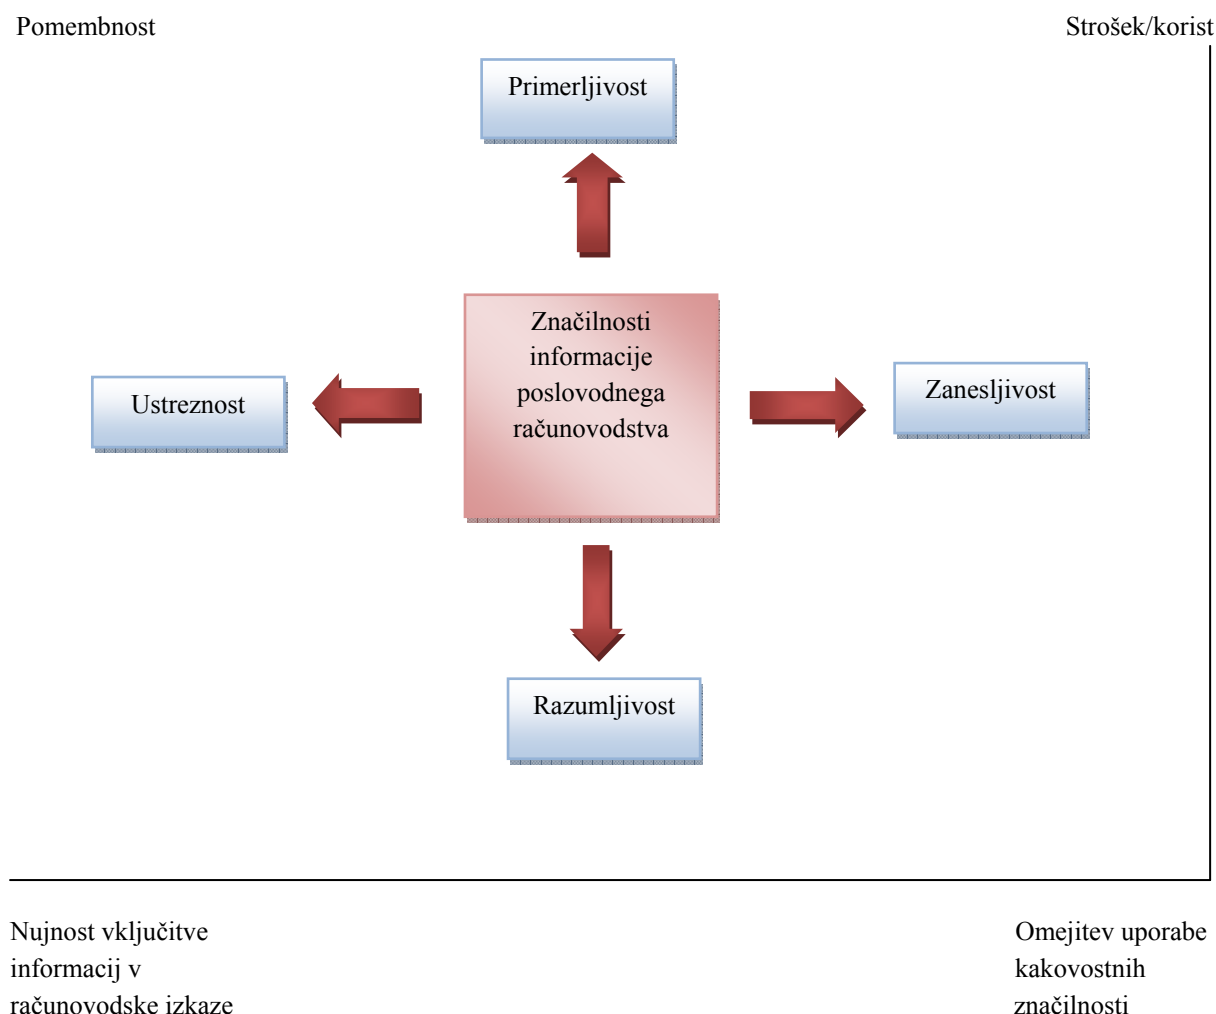 Pomembnost
Strošek/korist
Primerljivost
Značilnosti
informacije
poslovodnega
računovodstva
Ustreznost
Zanesljivost
Razumljivost
Nujnost vključitve
informacij v
računovodske izkaze
Omejitev uporabe
kakovostnih
značilnosti